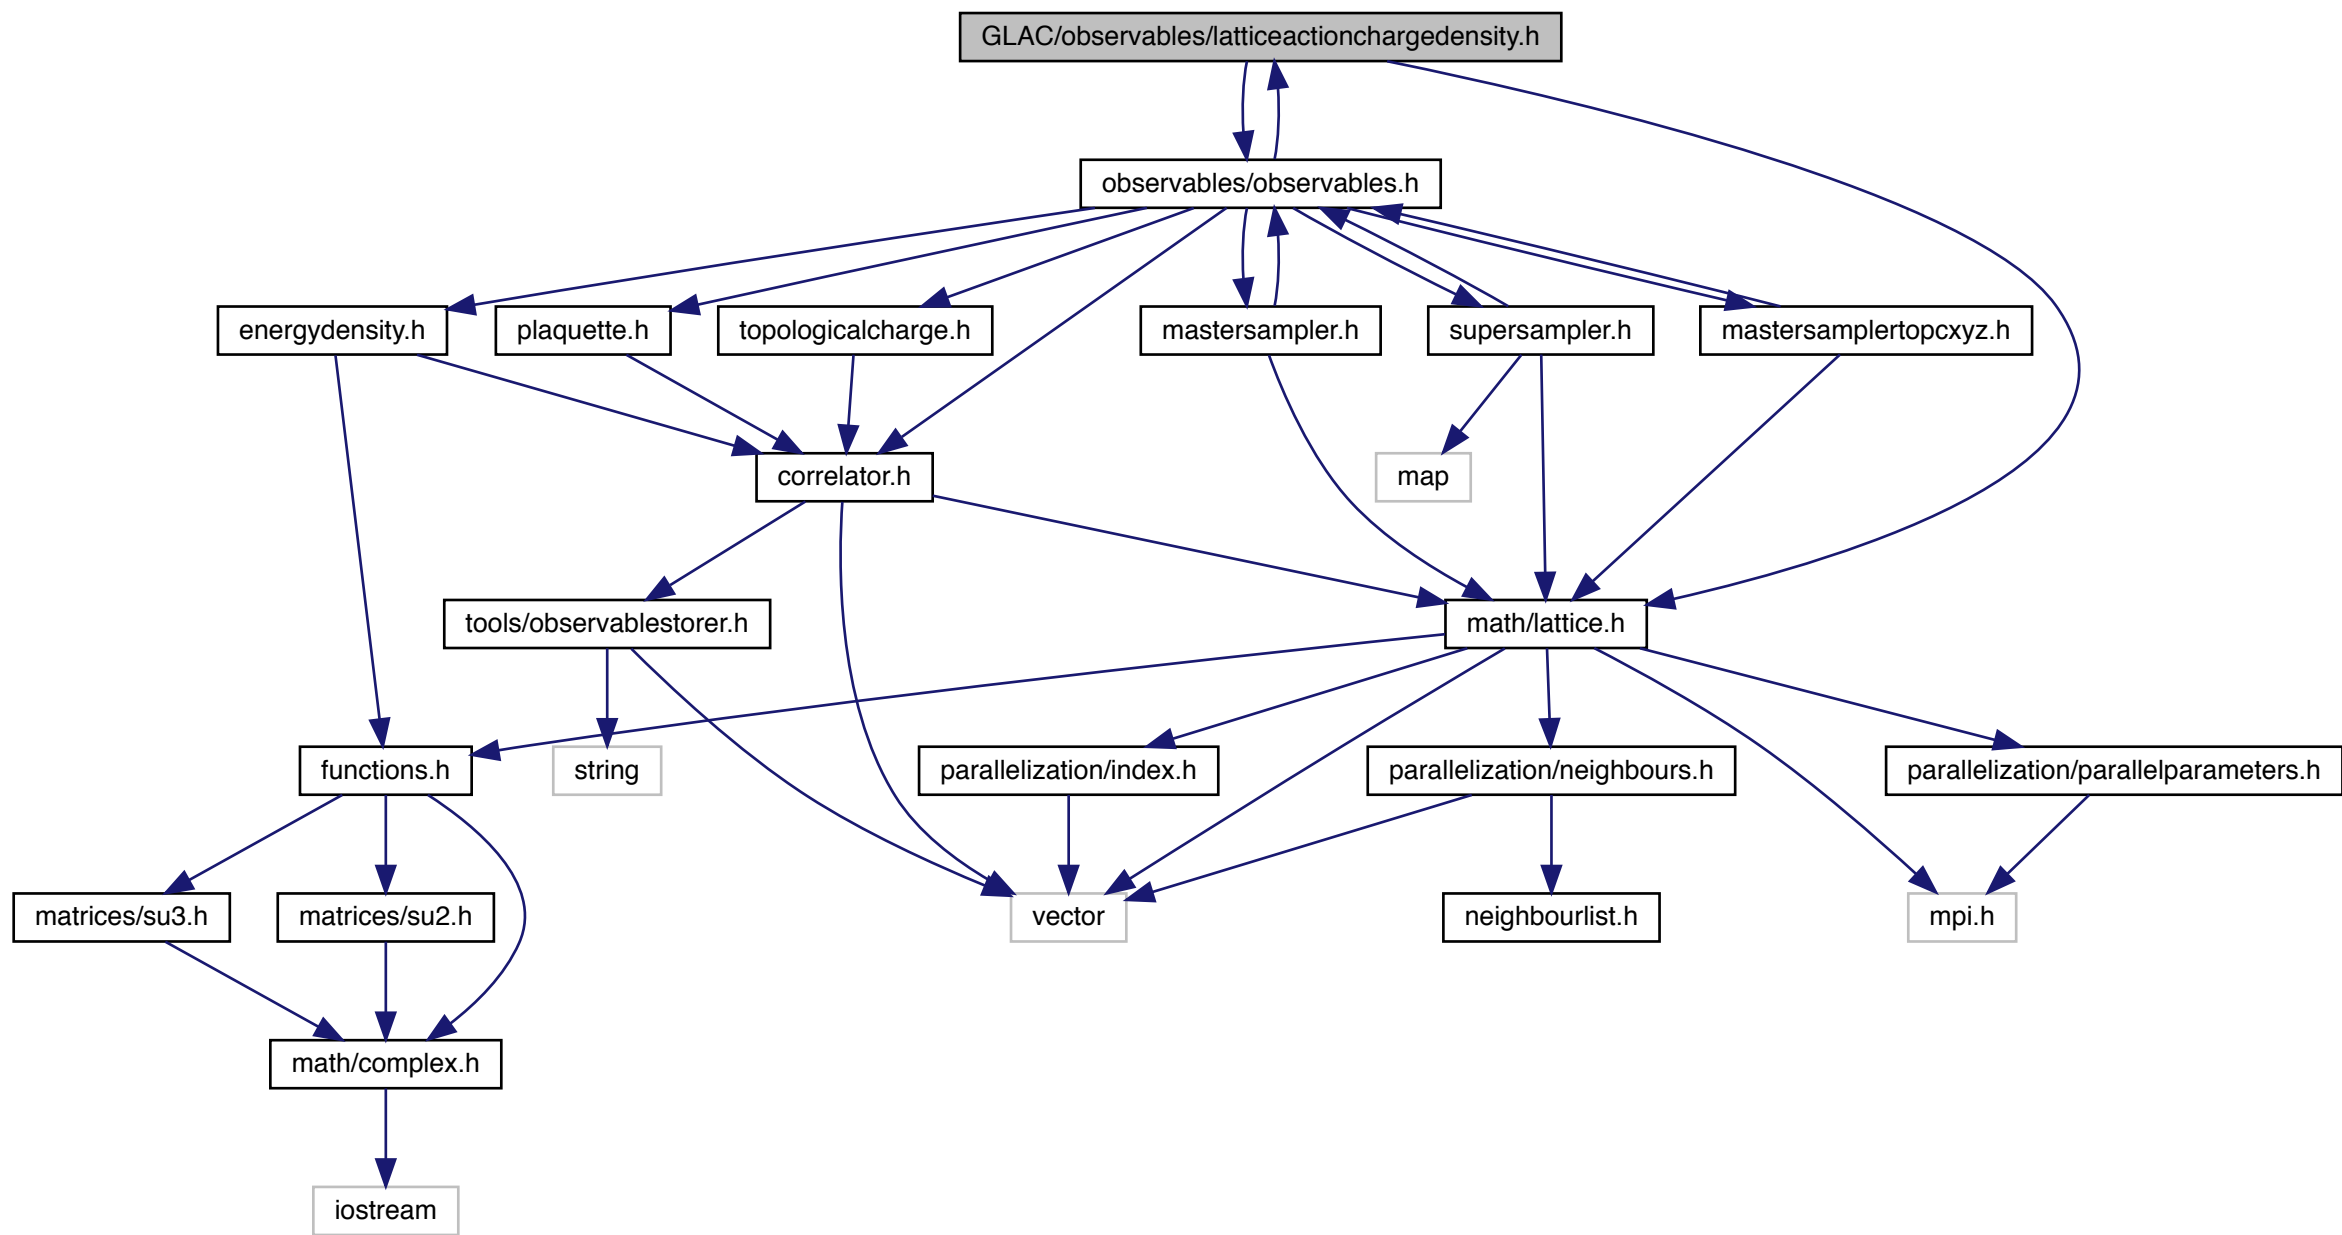 GLAC/observables/latticeactionchargedensity.h
observables/observables.h
energydensity.h
plaquette.h
topologicalcharge.h
mastersampler.h
supersampler.h
mastersamplertopcxyz.h
correlator.h
map
tools/observablestorer.h
math/lattice.h
functions.h
string
parallelization/index.h
parallelization/neighbours.h
parallelization/parallelparameters.h
matrices/su3.h
matrices/su2.h
vector
neighbourlist.h
mpi.h
math/complex.h
iostream